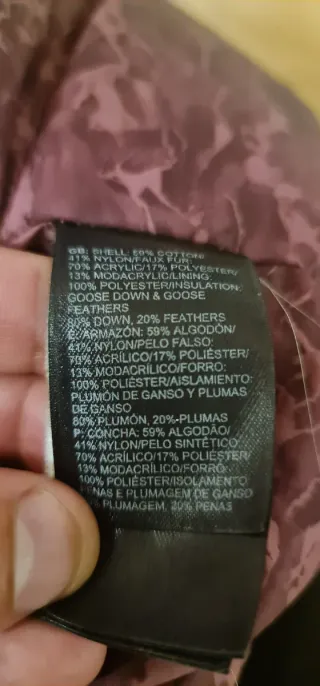 GB: SHELL: 59% COTTON/
41% NYLON/FAUX FUR:
70% ACRYLIC/17% POLYESTER/
13% MODACRYLIC/LINING:
100% POLYESTER/INSULATION:
GOOSE DOWN & GOOSE
FEATHERS
80% DOWN, 20% FEATHERS
E: ARMAZÓN: 59% ALGODÓN/
41% NYLON/PELO FALSO:
70% ACRÍLICO/17% POLIÉSTER/
13% MODACRÍLICO/FORRO:
100% POLIÉSTER/AISLAMIENTO:
PLUMÓN DE GANSO Y PLUMAS
DE GANSO
80% PLUMÓN, 20%-PLUMAS
P: CONCHA: 59% ALGODÃO/
41% NYLON/PELO SINTÉTICO:
70% ACRÍLICO/17% POLIÉSTER/
13% MODACRÍLICO/FORRO:
100% POLIÉSTER/ISOLAMENTO
E PLUMAGEM DE GANSO
PLUMAGEM, 20% PENAS